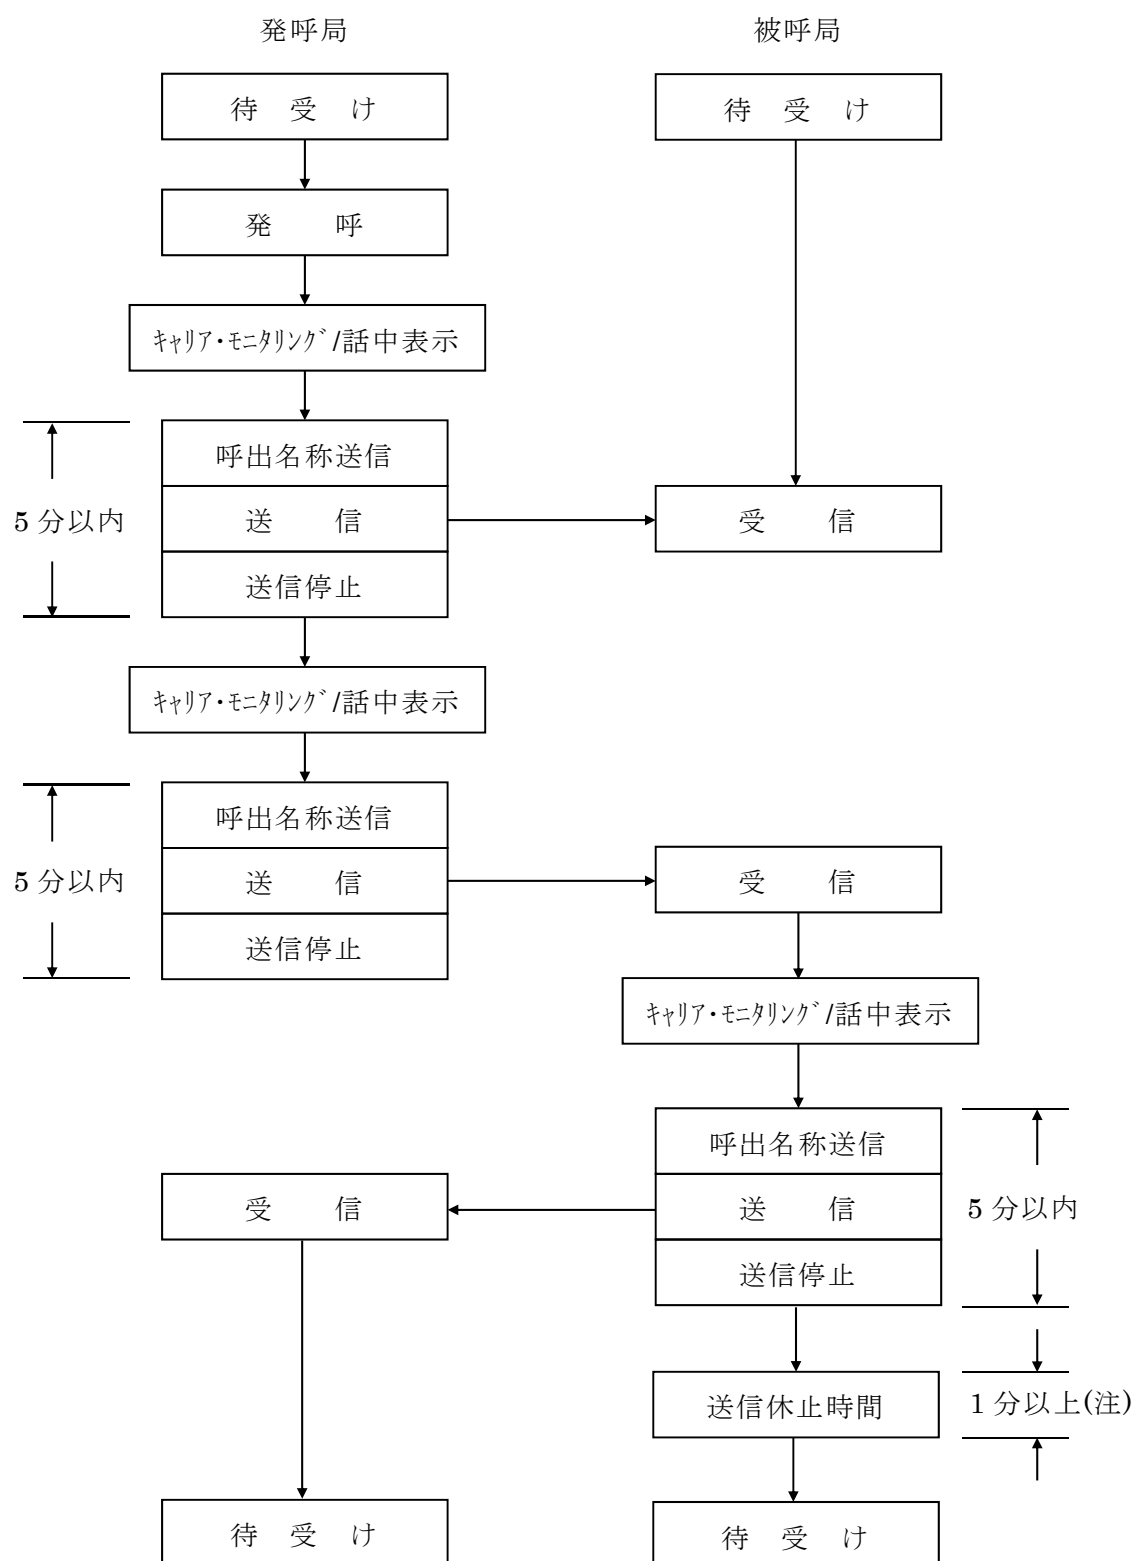 発呼局 被呼局
待 受 け 待 受 け
発 呼
ｷｬﾘｱ・ﾓﾆﾀﾘﾝｸﾞ/話中表示
呼出名称送信
5 分以内 送 信 受 信
送信停止
ｷｬﾘｱ・ﾓﾆﾀﾘﾝｸﾞ/話中表示
呼出名称送信
5 分以内 送 信 受 信
送信停止
ｷｬﾘｱ・ﾓﾆﾀﾘﾝｸﾞ/話中表示
呼出名称送信
受 信 送 信 5 分以内
送信停止
送信休止時間 1 分以上(注)
待 受 け 待 受 け